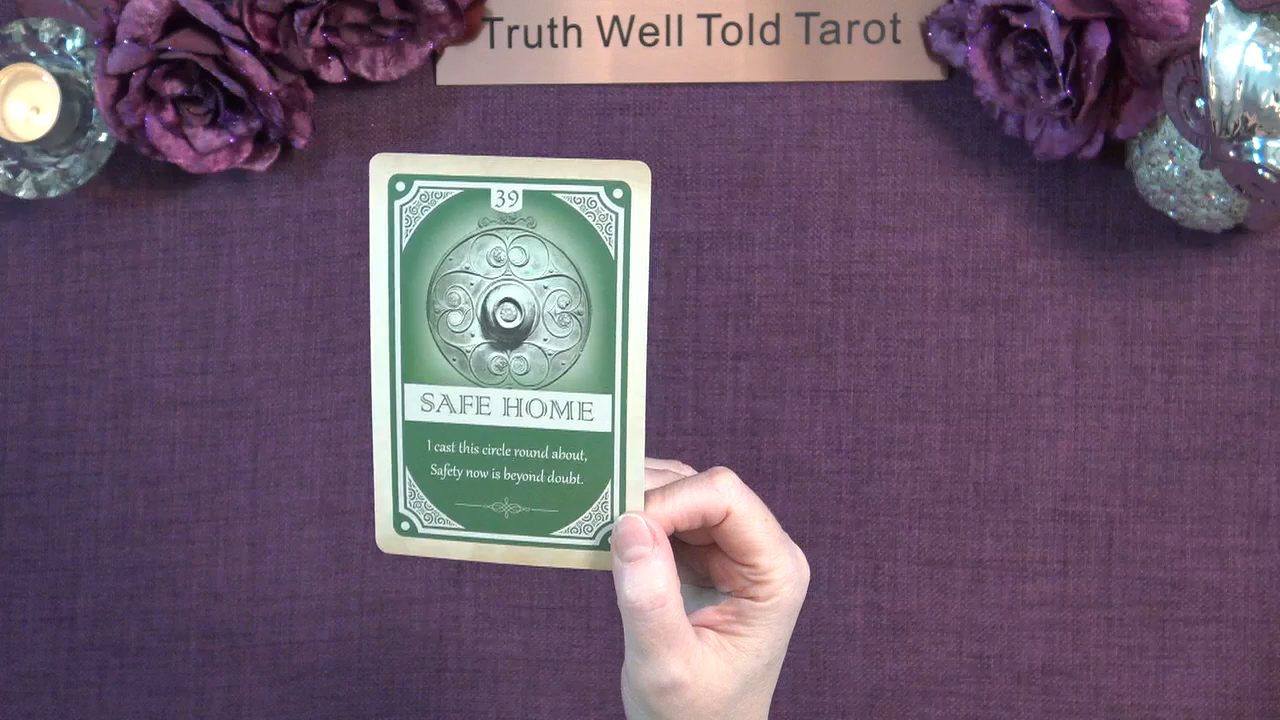 Truth Well Told Tarot
39
SAFE HOME
I cast this circle round about,
Safety now is beyond doubt.